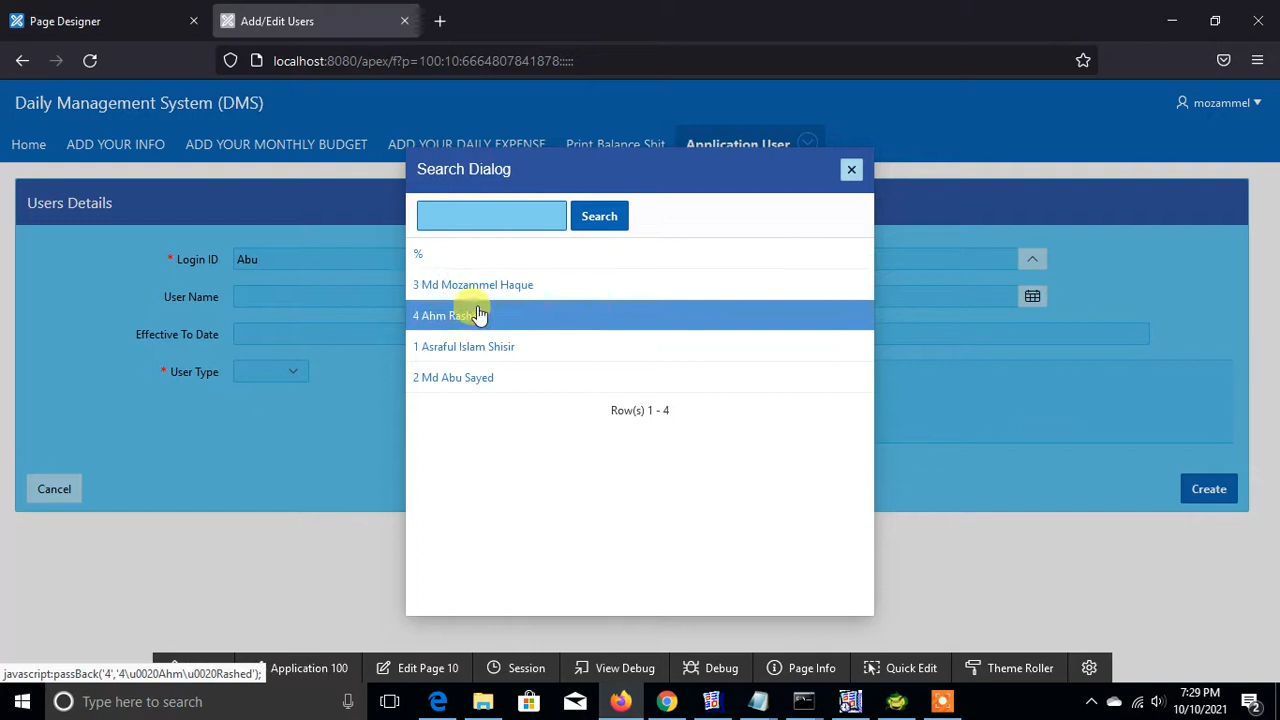 Page Designer
Add/Edit Users
localhost:8080/apex/f?p=100:10:6664807841878:::::
Daily Management System (DMS)
mozammel
Home
ADD YOUR INFO
ADD YOUR MONTHLY BUDGET
ADD YOUR DAILY EXPENSE
Print Balance Shit
Application User
Search Dialog
Search
Users Details
* Login ID
Abu
User Name
Effective To Date
* User Type
%
3 Md Mozammel Haque
4 Ahm Rashed
1 Asraful Islam Shisir
2 Md Abu Sayed
Row(s) 1 - 4
Cancel
Create
Application 100
Edit Page 10
Session
View Debug
Debug
Page Info
Quick Edit
Theme Roller
javascript:passBack('4','4\u0020Ahm\u0020Rashed');
Type here to search
7:29 PM
10/10/2021
2